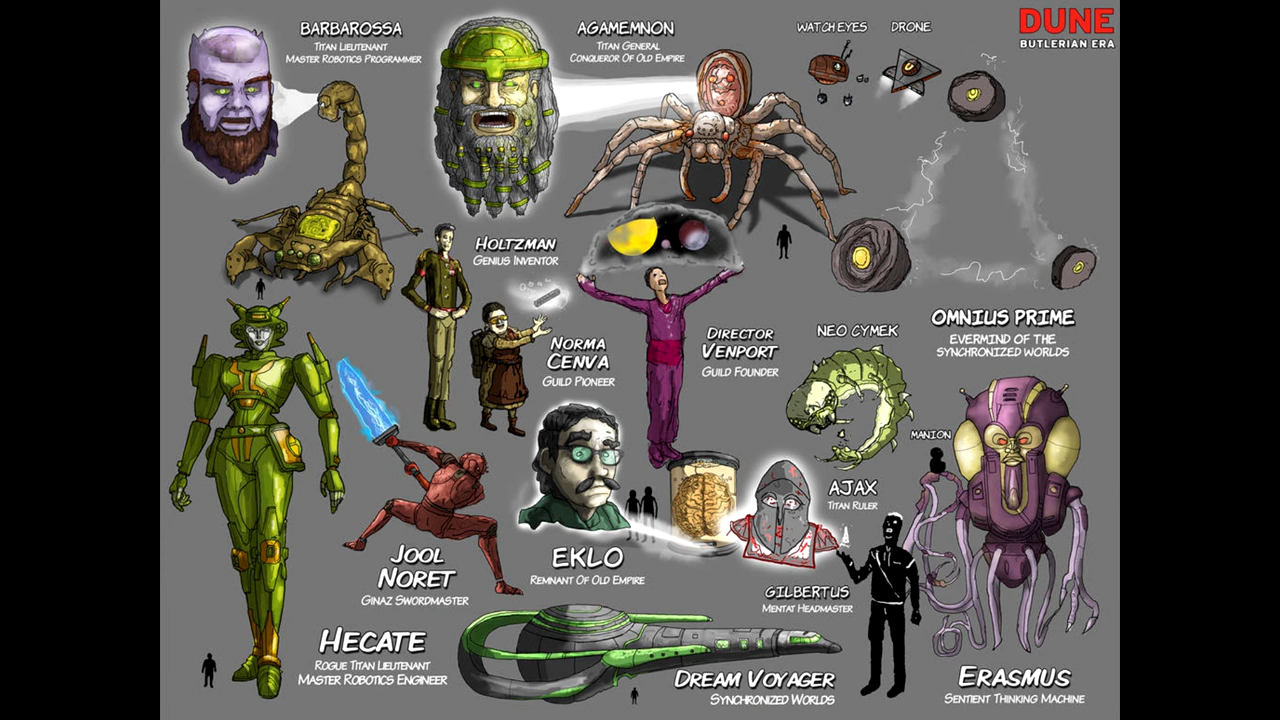 BARBAROSSA
TITAN LIEUTENANT
MASTER ROBOTICS PROGRAMMER
AGAMEMNON
TITAN GENERAL
CONQUEROR OF OLD EMPIRE
WATCH EYES
DRONE
DUNE
BUTLERIAN ERA
HOLTZMAN
GENIUS INVENTOR
NORMA
CENVA
GUILD PIONEER
DIRECTOR
VENPORT
GUILD FOUNDER
NEO CYMEK
OMNIUS PRIME
EVERMIND OF THE
SYNCHRONIZED WORLDS
MANION
AJAX
TITAN RULER
JOOL
NORET
GINAZ SWORDMASTER
EKLO
REMNANT OF OLD EMPIRE
GILBERTUS
MENTAT HEADMASTER
HECATE
ROGUE TITAN LIEUTENANT
MASTER ROBOTICS ENGINEER
DREAM VOYAGER
SYNCHRONIZED WORLDS
ERASMUS
SENTIENT THINKING MACHINE